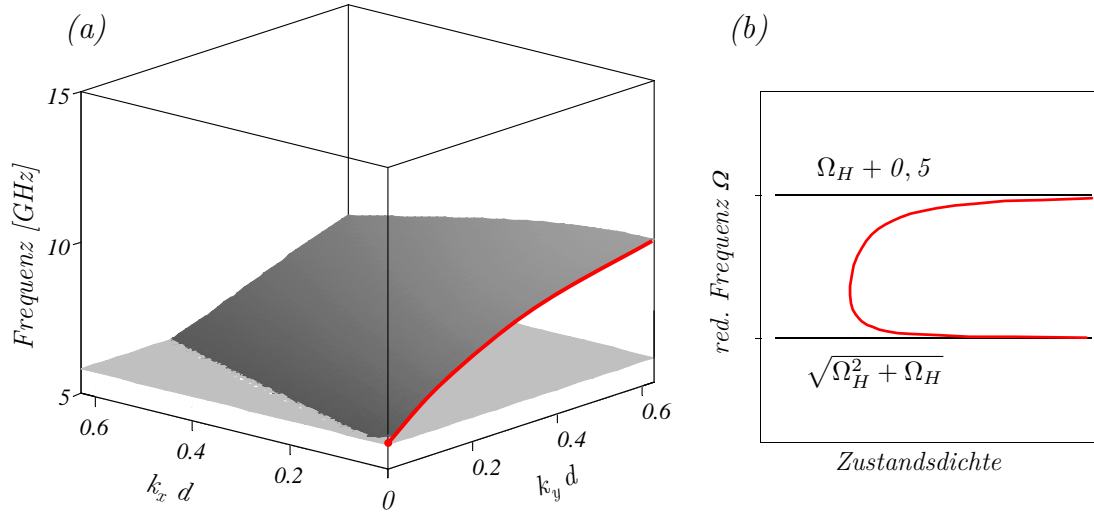 (a)
(b)
15
10
5
Frequenz [GHz]
0.6
0.4
0.2
0
0.2
0.4
0.6
k_x d
k_y d
Ω_H + 0,5
√(Ω_H^2 + Ω_H)
red. Frequenz Ω
Zustandsdichte